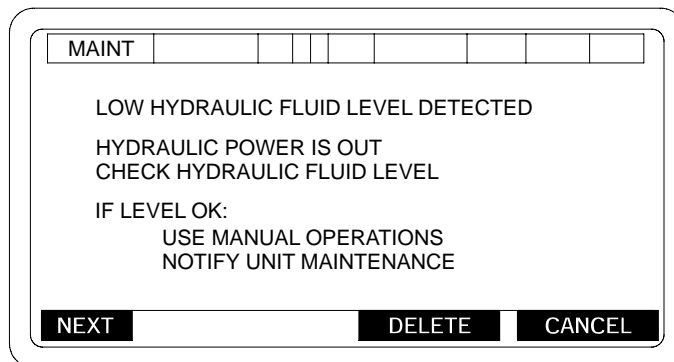 MAINT
LOW HYDRAULIC FLUID LEVEL DETECTED
HYDRAULIC POWER IS OUT
CHECK HYDRAULIC FLUID LEVEL
IF LEVEL OK:
USE MANUAL OPERATIONS
NOTIFY UNIT MAINTENANCE
NEXT DELETE CANCEL